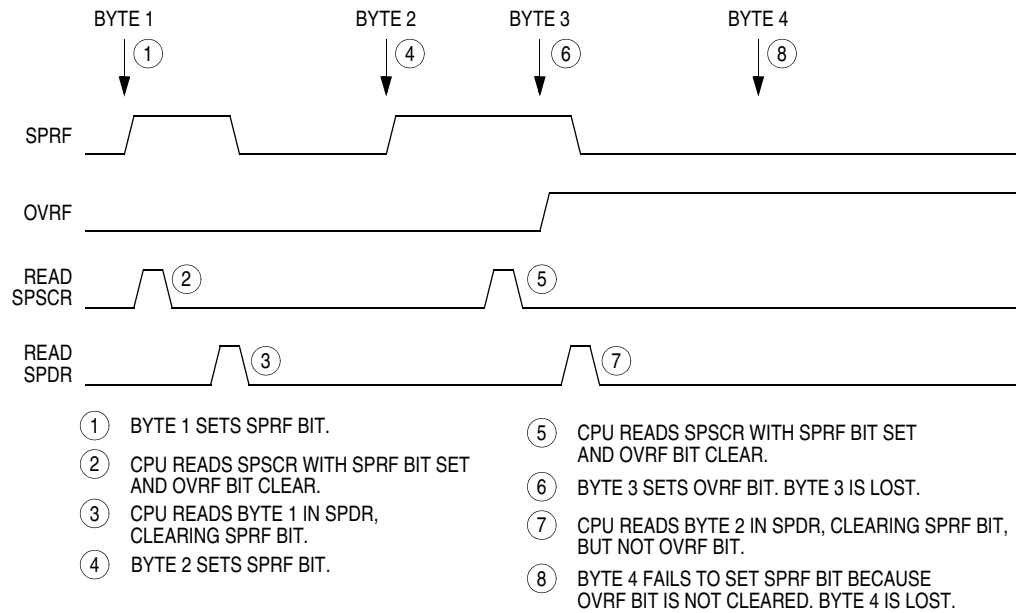 BYTE 1
BYTE 2
BYTE 3
BYTE 4
1
4
6
8
SPRF
OVRF
READ
SPSCR
2
5
READ
SPDR
3
7
1 BYTE 1 SETS SPRF BIT.
2 CPU READS SPSCR WITH SPRF BIT SET
AND OVRF BIT CLEAR.
3 CPU READS BYTE 1 IN SPDR,
CLEARING SPRF BIT.
4 BYTE 2 SETS SPRF BIT.
5 CPU READS SPSCR WITH SPRF BIT SET
AND OVRF BIT CLEAR.
6 BYTE 3 SETS OVRF BIT. BYTE 3 IS LOST.
7 CPU READS BYTE 2 IN SPDR, CLEARING SPRF BIT,
BUT NOT OVRF BIT.
8 BYTE 4 FAILS TO SET SPRF BIT BECAUSE
OVRF BIT IS NOT CLEARED. BYTE 4 IS LOST.